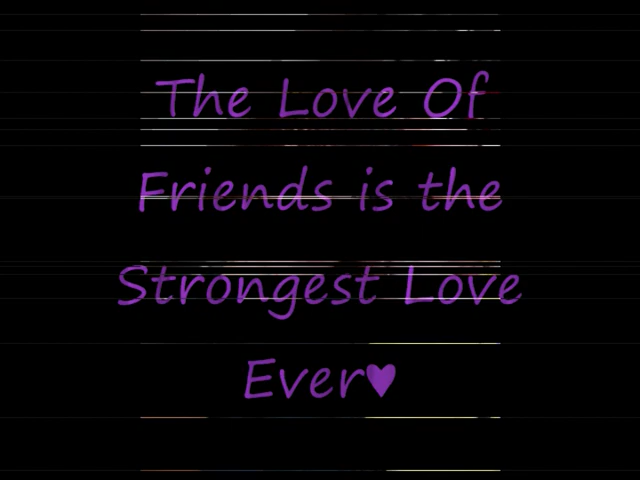 The Love Of
Friends is the
Strongest Love
Ever♥